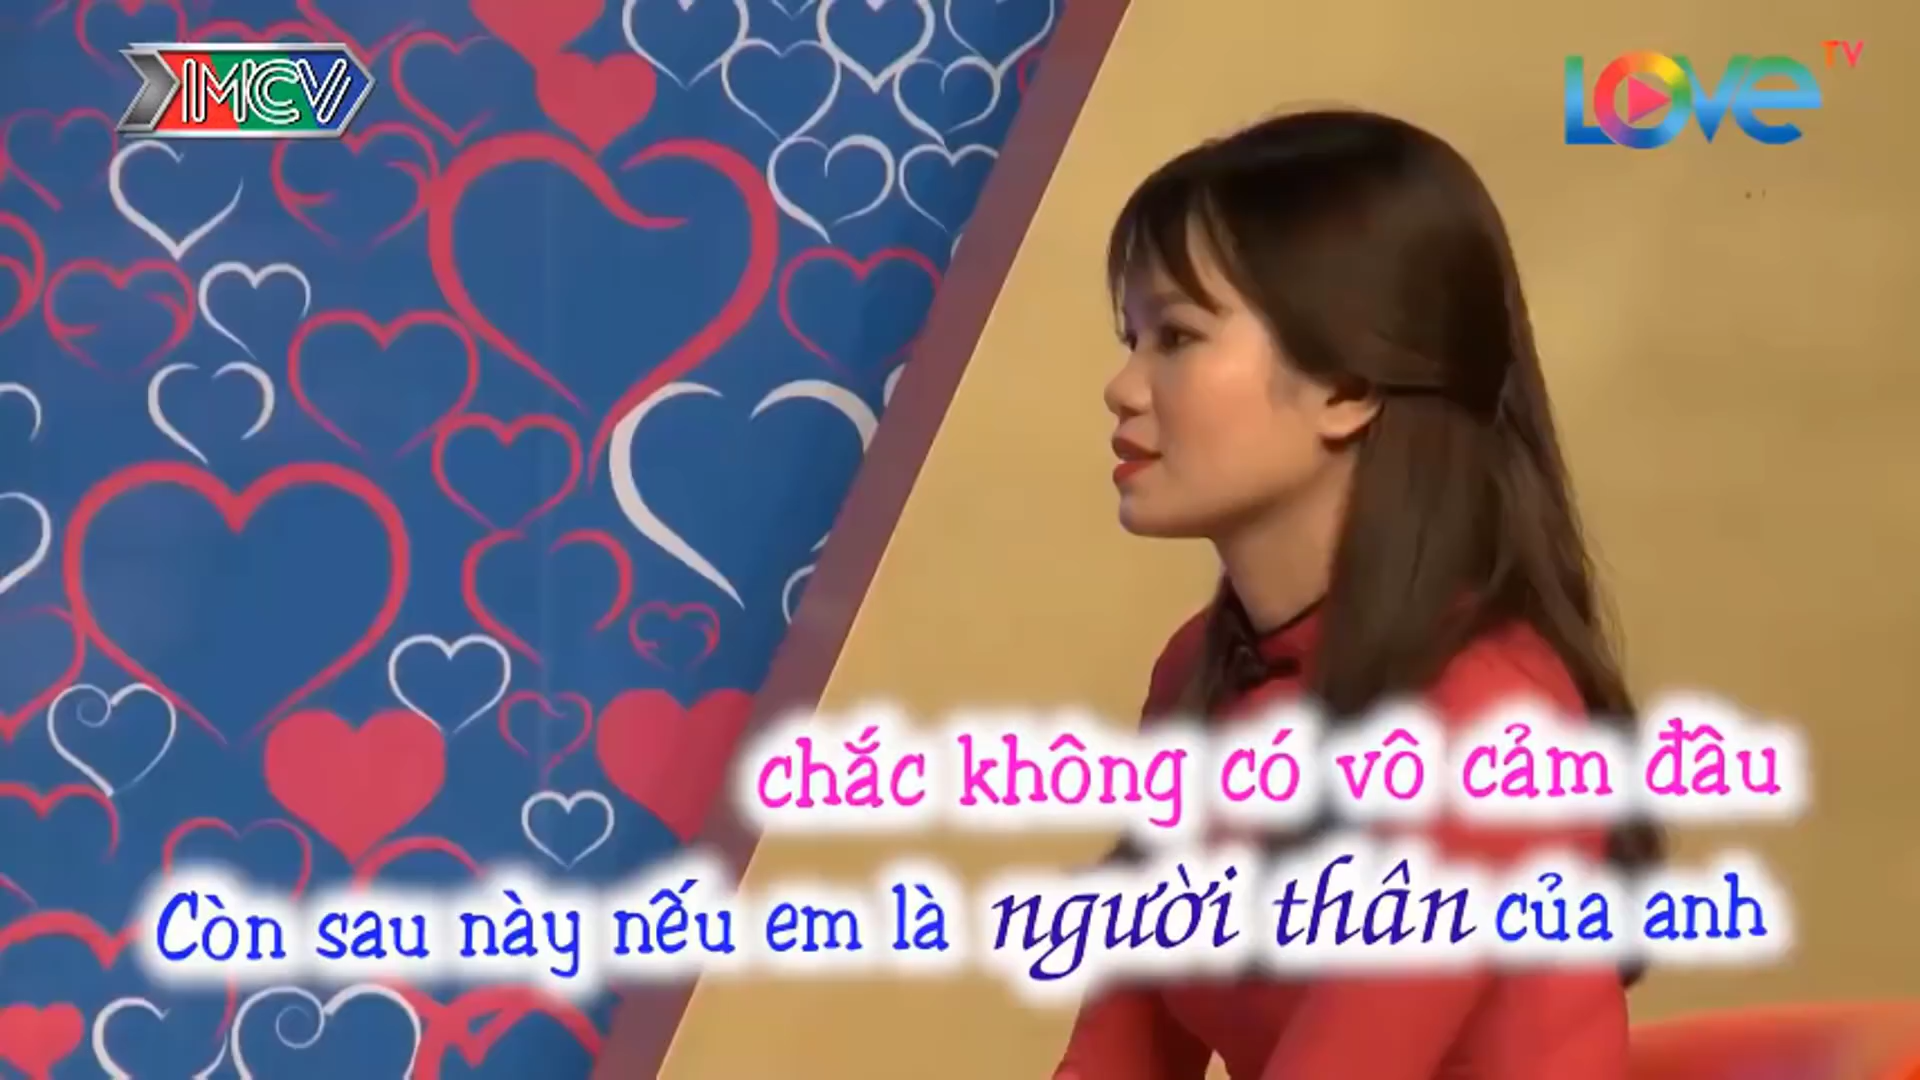 MCV
LOVE TV
chắc không có vô cảm đâu
Còn sau này nếu em là người thân của anh